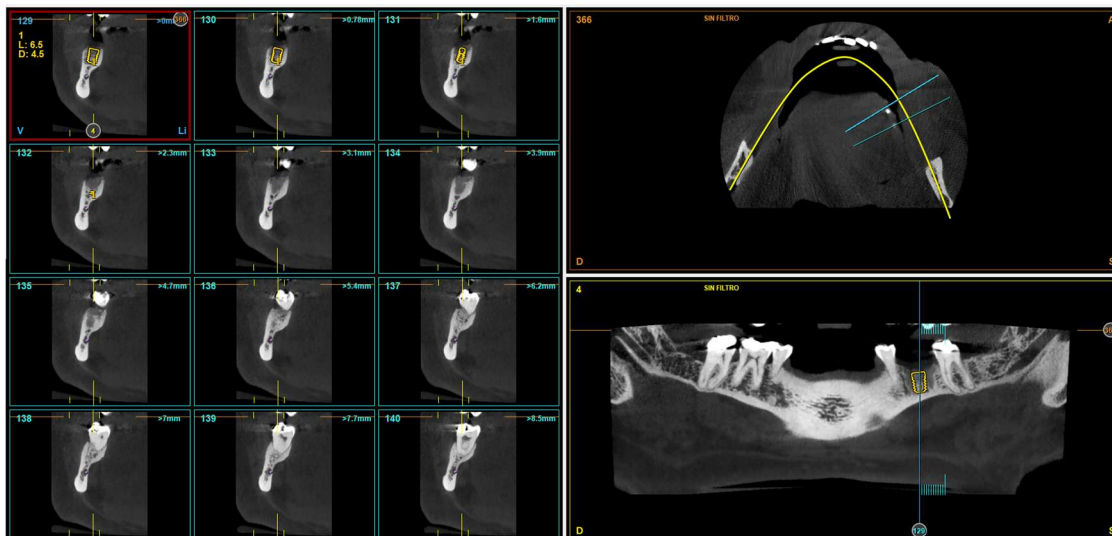 129
>0mm
366
1
L: 6.5
D: 4.5
V
4
Li
130
>0.78mm
131
>1.6mm
132
>2.3mm
133
>3.1mm
134
>3.9mm
135
>4.7mm
136
>5.4mm
137
>6.2mm
138
>7mm
139
>7.7mm
140
>8.5mm
366
SIN FILTRO
A
D
S
4
SIN FILTRO
D
129
S